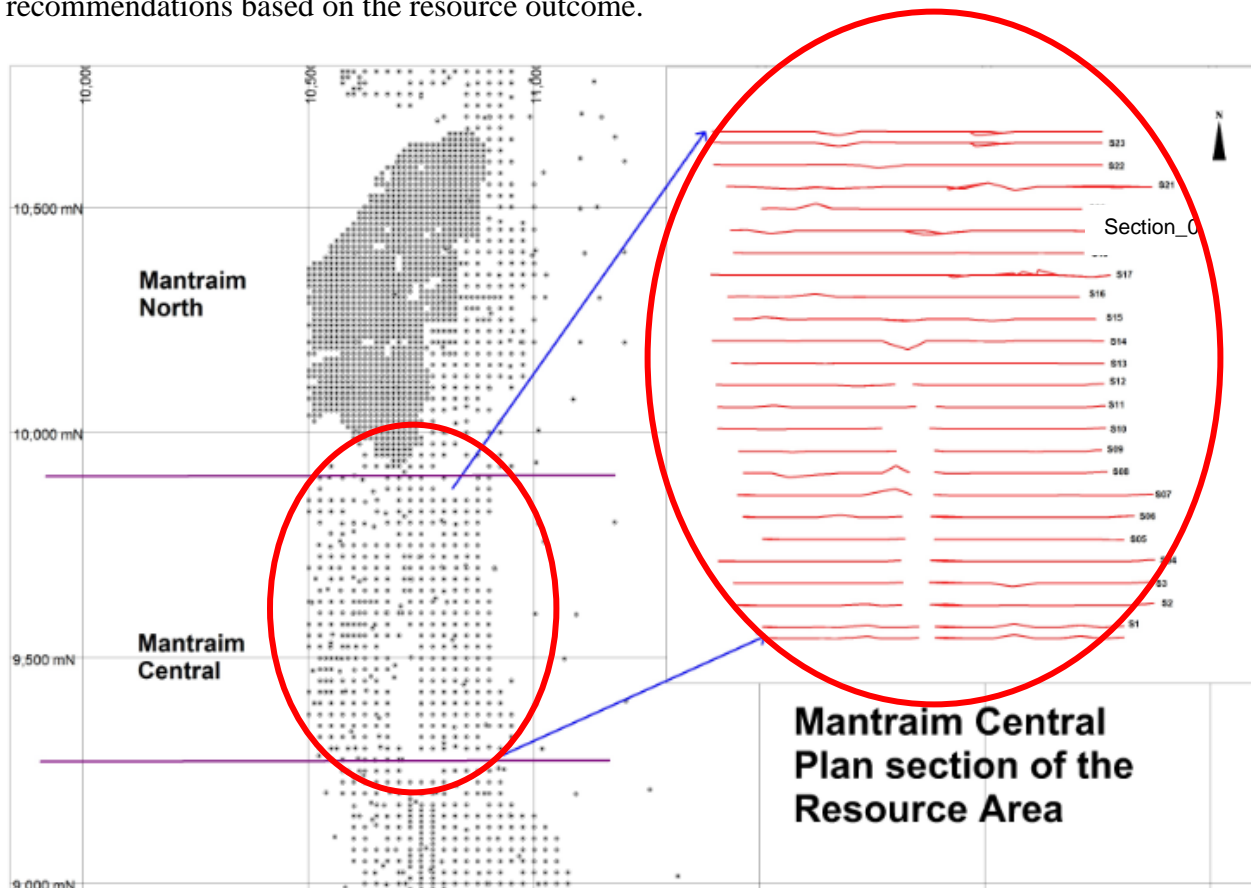 recommendations based on the resource outcome.
10,500
11,000
N
S23
S22
S21
10,500 mN
Section_0
S17
Mantraim
North
S16
S15
S14
S13
S12
S11
10,000 mN
S10
S09
S08
S07
S06
S05
S3
S2
Mantraim
Central
S1
9,500 mN
Mantraim Central
Plan section of the
Resource Area
9,000 mN